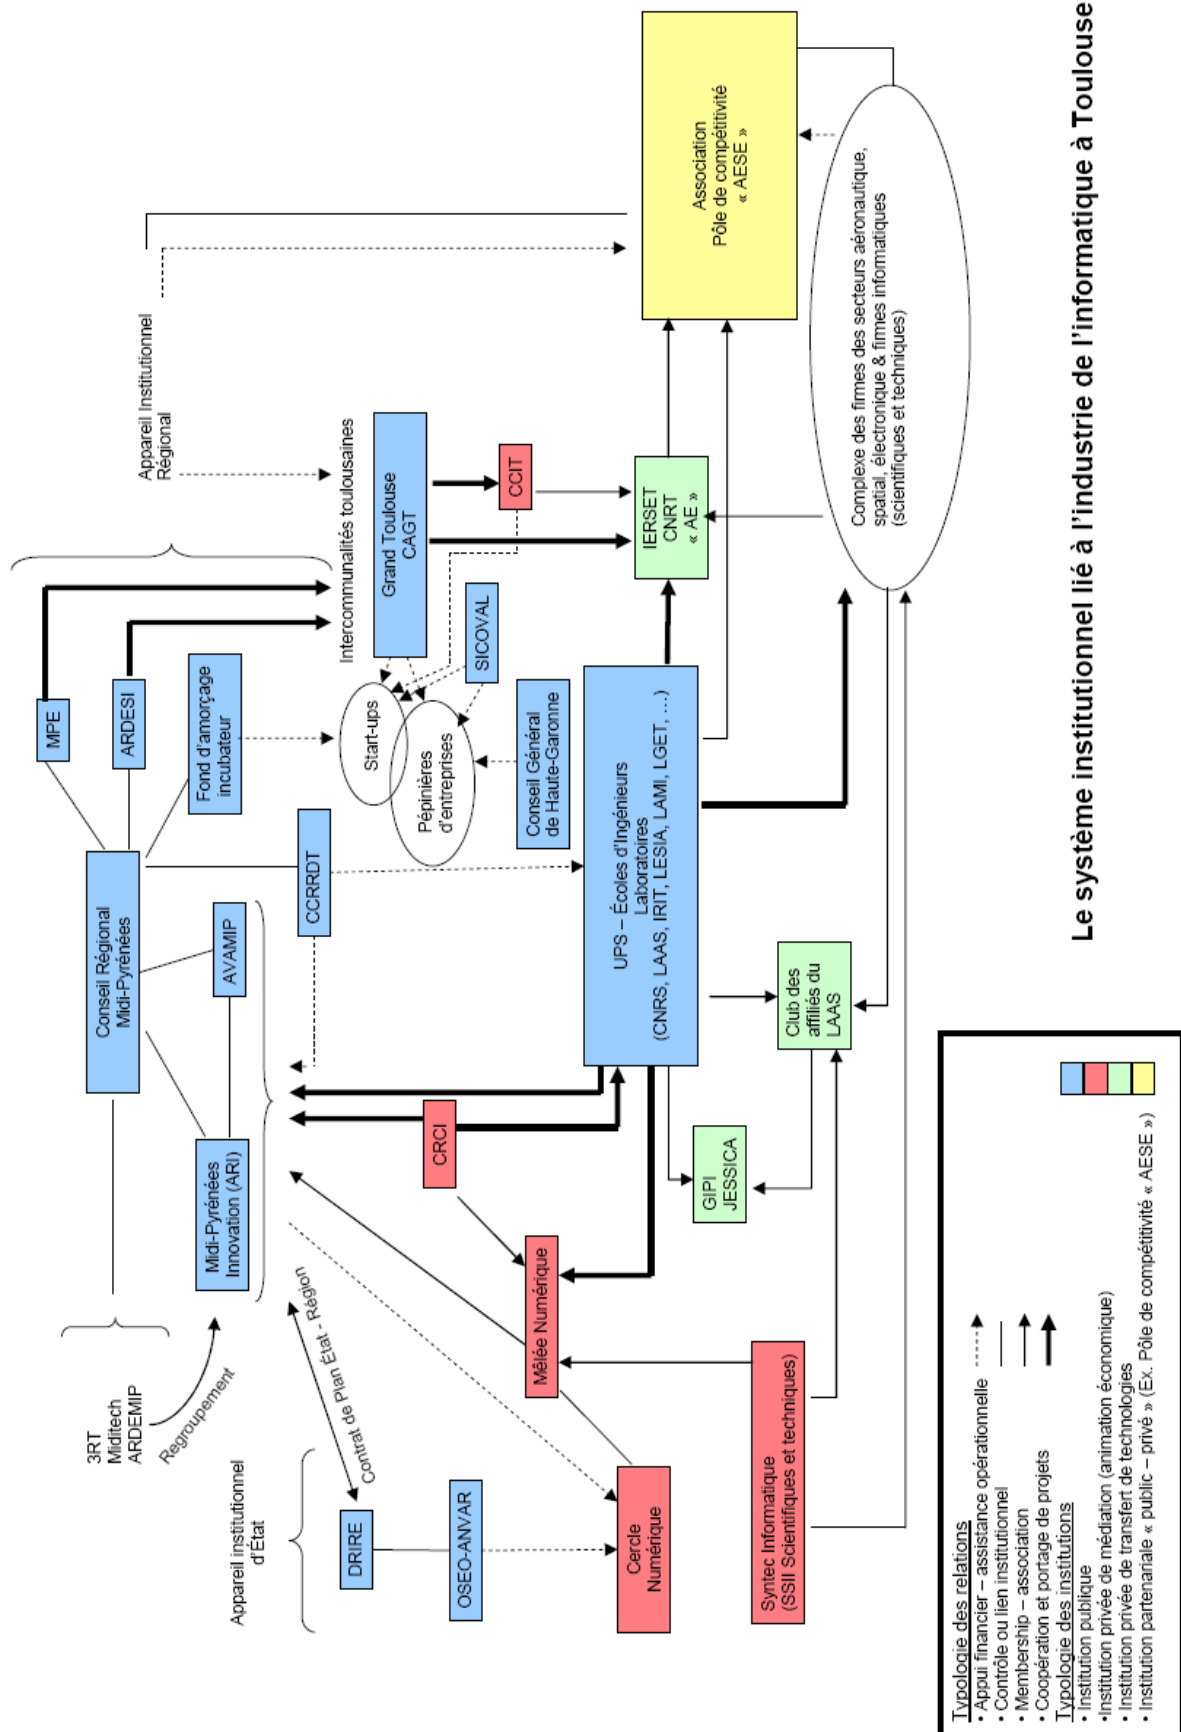 3RT
Miditech
ARDEMIP
Regroupement
Appareil institutionnel
d'État
DRIRE
OSEO-ANVAR
Contrat de Plan État - Région
Conseil Régional
Midi-Pyrénées
Midi-Pyrénées
Innovation (ARI)
AVAMIP
MPE
ARDESI
Fond d'amorçage
incubateur
CCRRDT
Appareil Institutionnel
Régional
Intercommunalités toulousaines
Grand Toulouse
CAGT
Start-ups
Pépinières
d'entreprises
SICOVAL
CCIT
Conseil Général
de Haute-Garonne
CRCI
Mêlée Numérique
Cercle
Numérique
UPS – Écoles d'Ingénieurs
Laboratoires
(CNRS, LAAS, IRIT, LESIA, LAMI, LGET, …)
IERSET
CNRT
« AE »
Association
Pôle de compétitivité
« AESE »
GIPI
JESSICA
Club des
affiliés du
LAAS
Syntec Informatique
(SSII Scientifiques et techniques)
Complexe des firmes des secteurs aéronautique,
spatial, électronique & firmes informatiques
(scientifiques et techniques)
Typologie des relations
• Appui financier – assistance opérationnelle
• Contrôle ou lien institutionnel
• Membership – association
• Coopération et portage de projets
Typologie des institutions
• Institution publique
•Institution privée de médiation (animation économique)
• Institution privée de transfert de technologies
• Institution partenariale « public – privé » (Ex. Pôle de compétitivité « AESE »)
Le système institutionnel lié à l'industrie de l'informatique à Toulouse